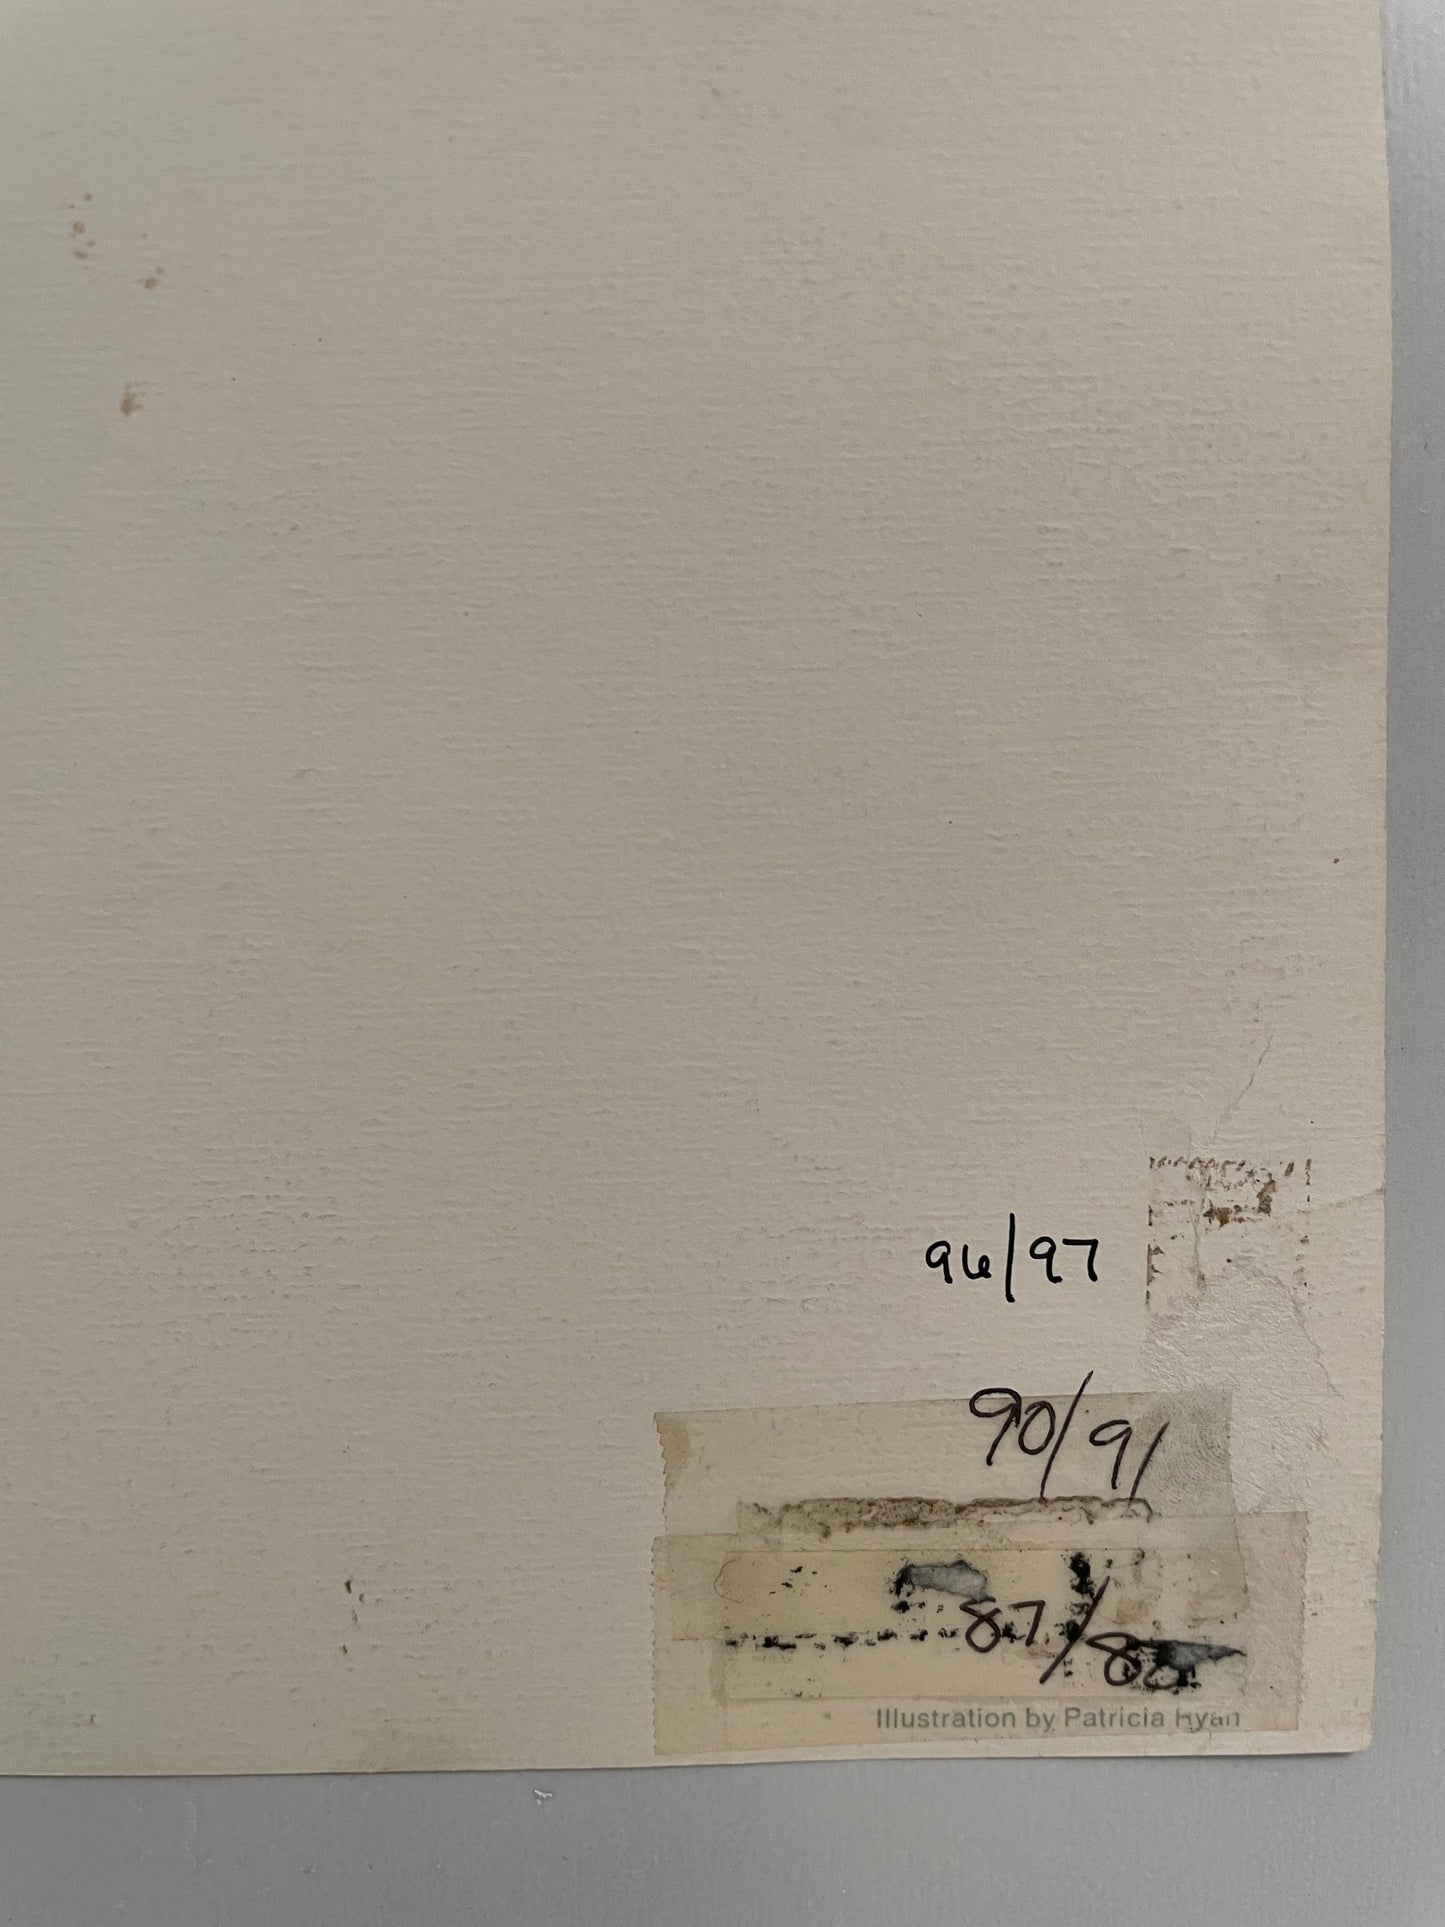 96/97
90/91
87/88
Illustration by Patricia Ryan